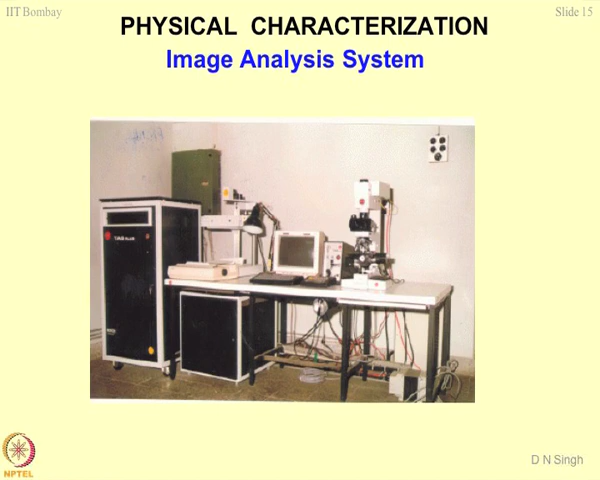 IIT Bombay
Slide 15
PHYSICAL CHARACTERIZATION
Image Analysis System
NPTEL
D N Singh